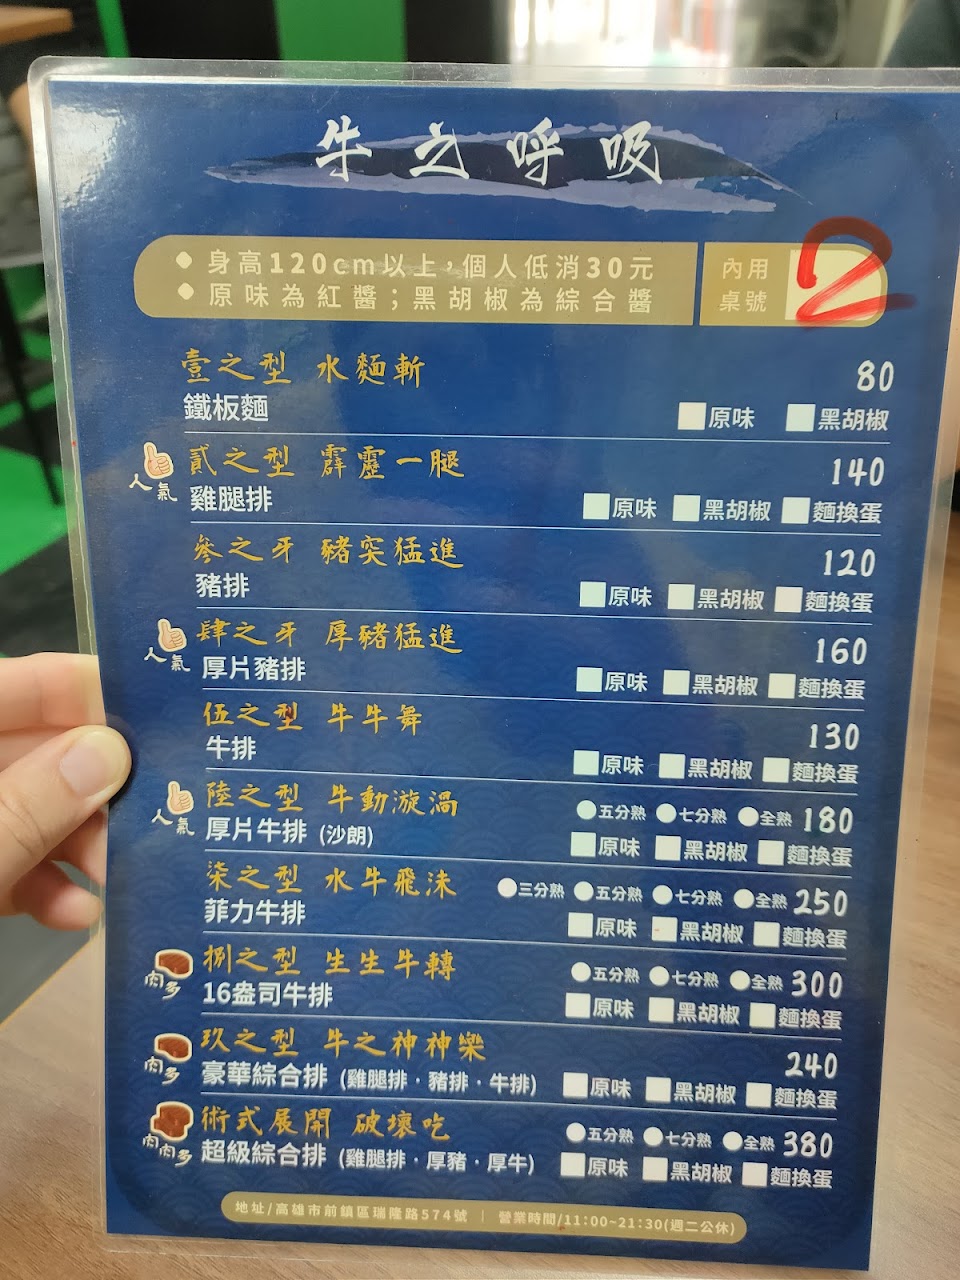 牛之呼吸
● 身高120cm以上,個人低消30元
● 原味為紅醬;黑胡椒為綜合醬
內用
桌號
2
壹之型 水麵斬 80
鐵板麵 原味 黑胡椒
人氣
貳之型 霹靂一腿 140
雞腿排 原味 黑胡椒 麵換蛋
參之牙 豬突猛進 120
豬排 原味 黑胡椒 麵換蛋
人氣
肆之牙 厚豬猛進 160
厚片豬排 原味 黑胡椒 麵換蛋
伍之型 牛牛舞 130
牛排 原味 黑胡椒 麵換蛋
人氣
陸之型 牛動漩渦 五分熟 七分熟 全熟 180
厚片牛排 (沙朗) 原味 黑胡椒 麵換蛋
柒之型 水牛飛沫 三分熟 五分熟 七分熟 全熟 250
菲力牛排 原味 黑胡椒 麵換蛋
肉多
捌之型 生生牛轉 五分熟 七分熟 全熟 300
16盎司牛排 原味 黑胡椒 麵換蛋
肉多
玖之型 牛之神神樂 240
豪華綜合排 (雞腿排·豬排·牛排) 原味 黑胡椒 麵換蛋
肉肉多
術式展開 破壞吃 五分熟 七分熟 全熟 380
超級綜合排 (雞腿排·厚豬·厚牛) 原味 黑胡椒 麵換蛋
地址/高雄市前鎮區瑞隆路574號 | 營業時間/11:00~21:30(週二公休)